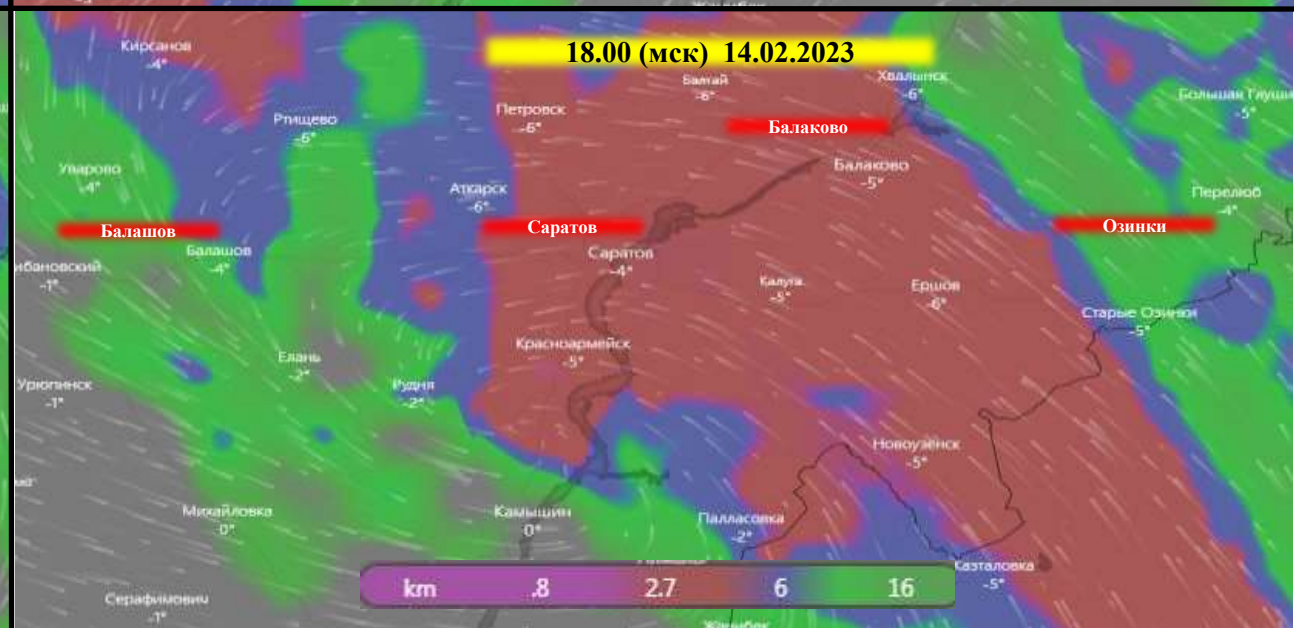 18.00 (мск) 14.02.2023
Кирсанов
-4°
Ртищево
-6°
Петровск
-6°
Балтай
-6°
Хвалынск
-6°
Большая Глуши
-5°
Балаково
Балаково
-5°
Уварово
-4°
Аткарск
-6°
Перелюб
-4°
Балашов
Саратов
Озинки
Балашов
-4°
Саратов
-4°
ибановский
-1°
Калуга
-5°
Ершов
-6°
Старые Озинки
-5°
Красноармейск
-5°
Елань
-2°
Рудня
-2°
Урюпинск
-1°
Новоузенск
-5°
Михайловка
0°
Камышин
0°
Палласовка
-2°
Казталовка
-5°
km .8 2.7 6 16
Серафимович
-1°